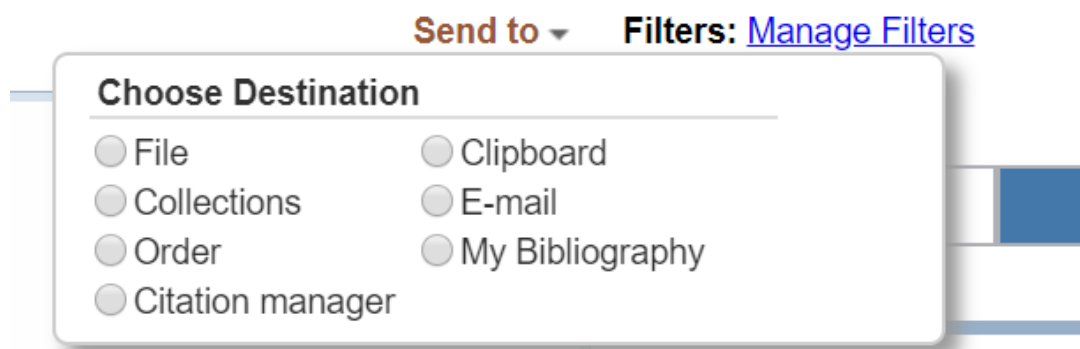 Send to Filters: Manage Filters
Choose Destination
File Clipboard
Collections E-mail
Order My Bibliography
Citation manager